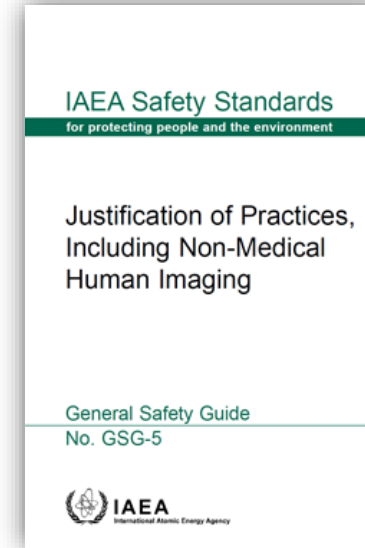 IAEA Safety Standards
for protecting people and the environment
Justification of Practices,
Including Non-Medical
Human Imaging
General Safety Guide
No. GSG-5
IAEA
International Atomic Energy Agency